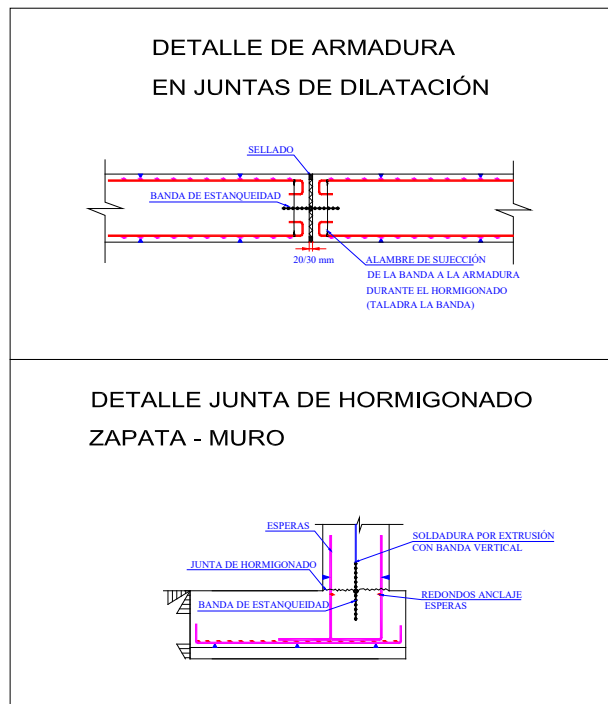 DETALLE DE ARMADURA
EN JUNTAS DE DILATACIÓN
SELLADO
BANDA DE ESTANQUEIDAD
20/30 mm
ALAMBRE DE SUJECCIÓN
DE LA BANDA A LA ARMADURA
DURANTE EL HORMIGONADO
(TALADRA LA BANDA)
DETALLE JUNTA DE HORMIGONADO
ZAPATA - MURO
ESPERAS
SOLDADURA POR EXTRUSIÓN
CON BANDA VERTICAL
JUNTA DE HORMIGONADO
BANDA DE ESTANQUEIDAD
REDONDOS ANCLAJE
ESPERAS